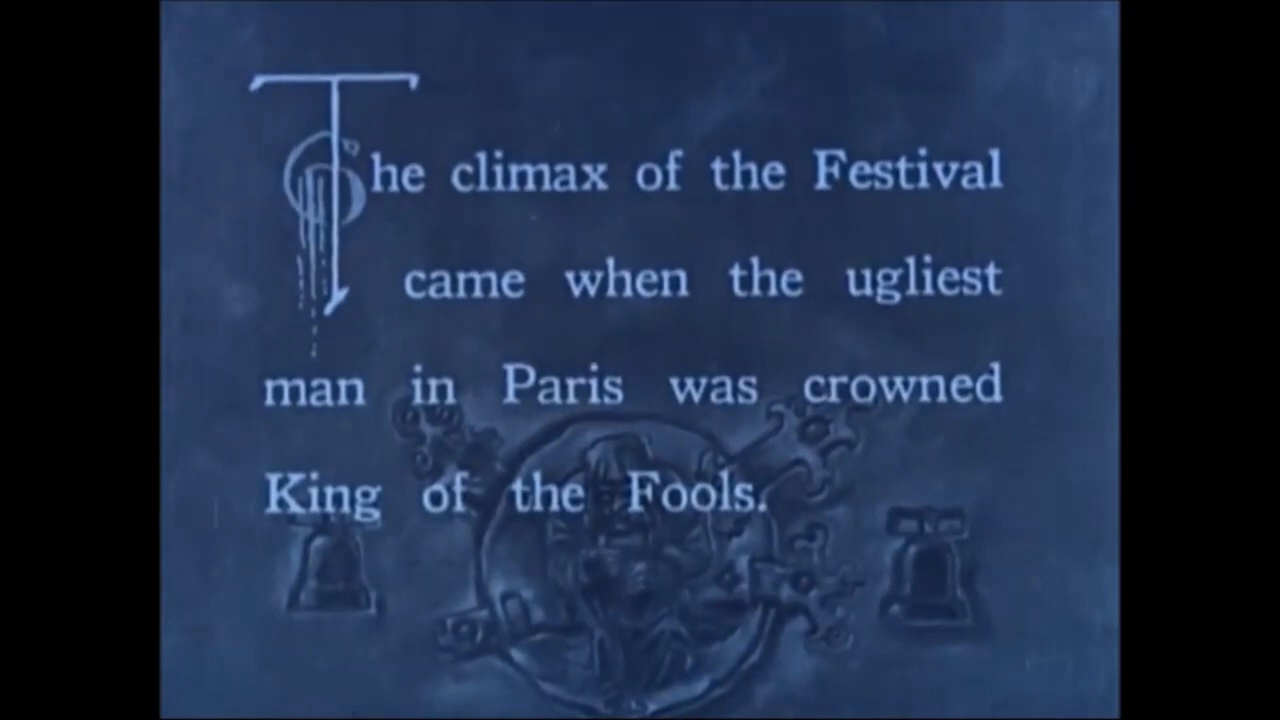 The climax of the Festival
came when the ugliest
man in Paris was crowned
King of the Fools.